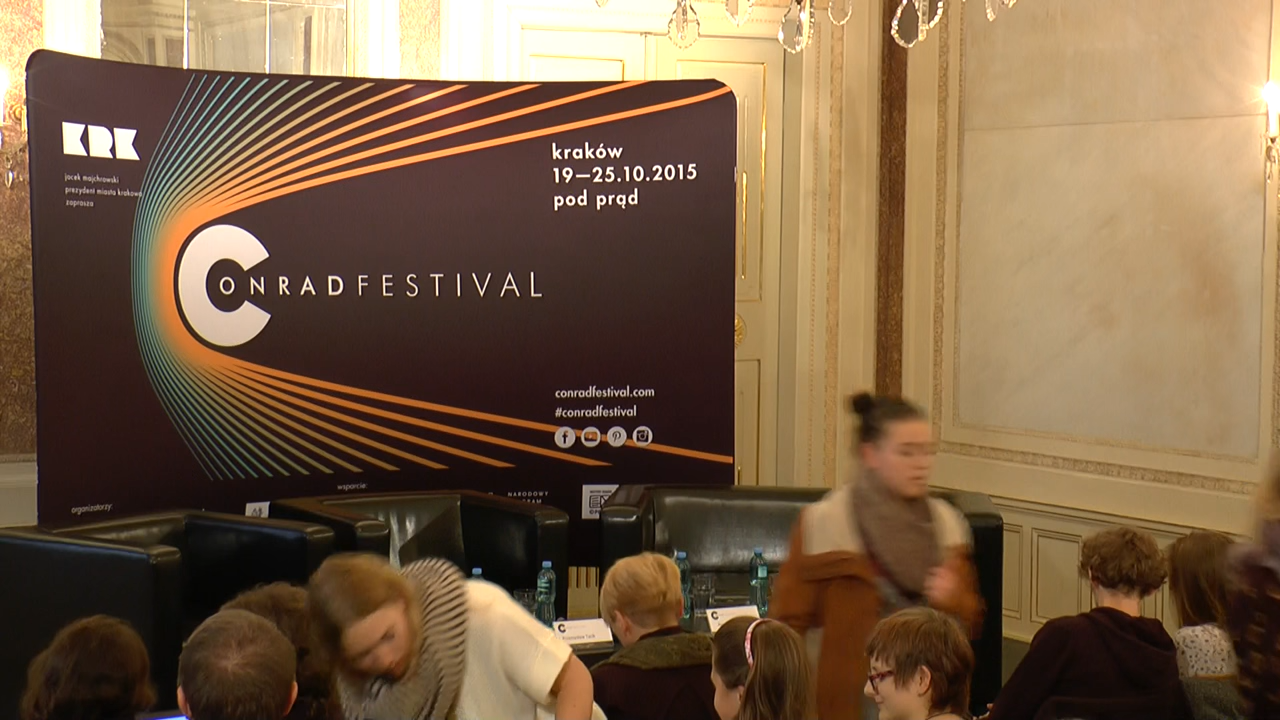 KRK
jacek majchrowski
prezydent miasta krakowa
zaprasza
kraków
19—25.10.2015
pod prąd
CONRADFESTIVAL
conradfestival.com
#conradfestival
wsparcie:
organizatorzy:
NARODOWY